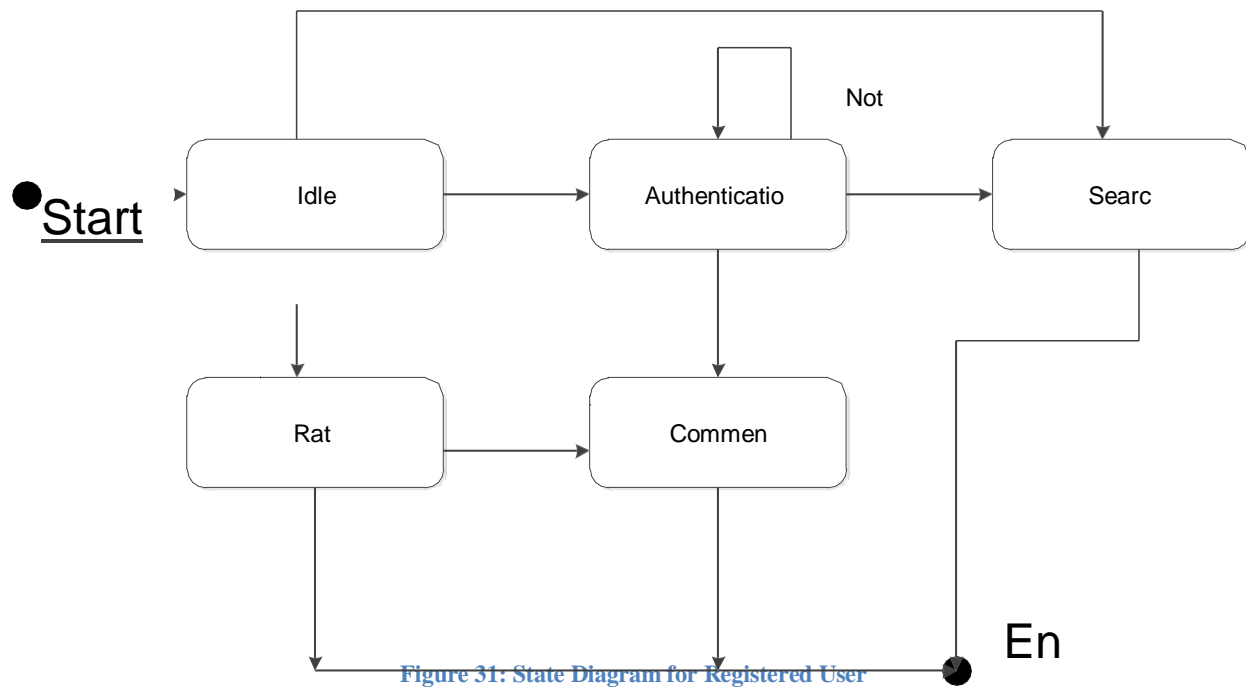 Not
Start
Idle
Authenticatio
Searc
Rat
Commen
En
Figure 31: State Diagram for Registered User